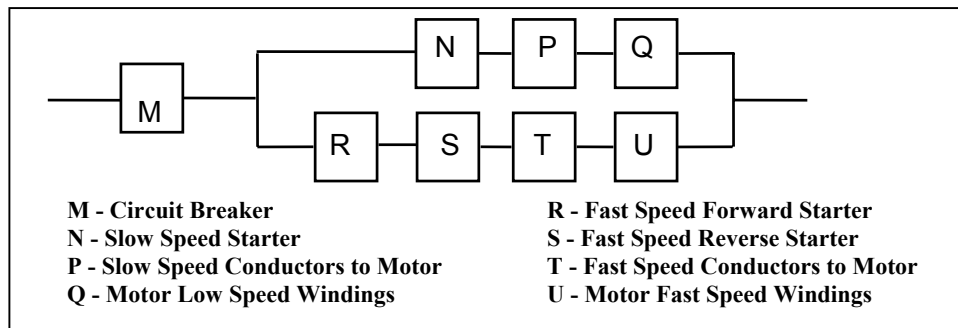 N P Q
M
R S T U
M - Circuit Breaker
R - Fast Speed Forward Starter
N - Slow Speed Starter
S - Fast Speed Reverse Starter
P - Slow Speed Conductors to Motor
T - Fast Speed Conductors to Motor
Q - Motor Low Speed Windings
U - Motor Fast Speed Windings